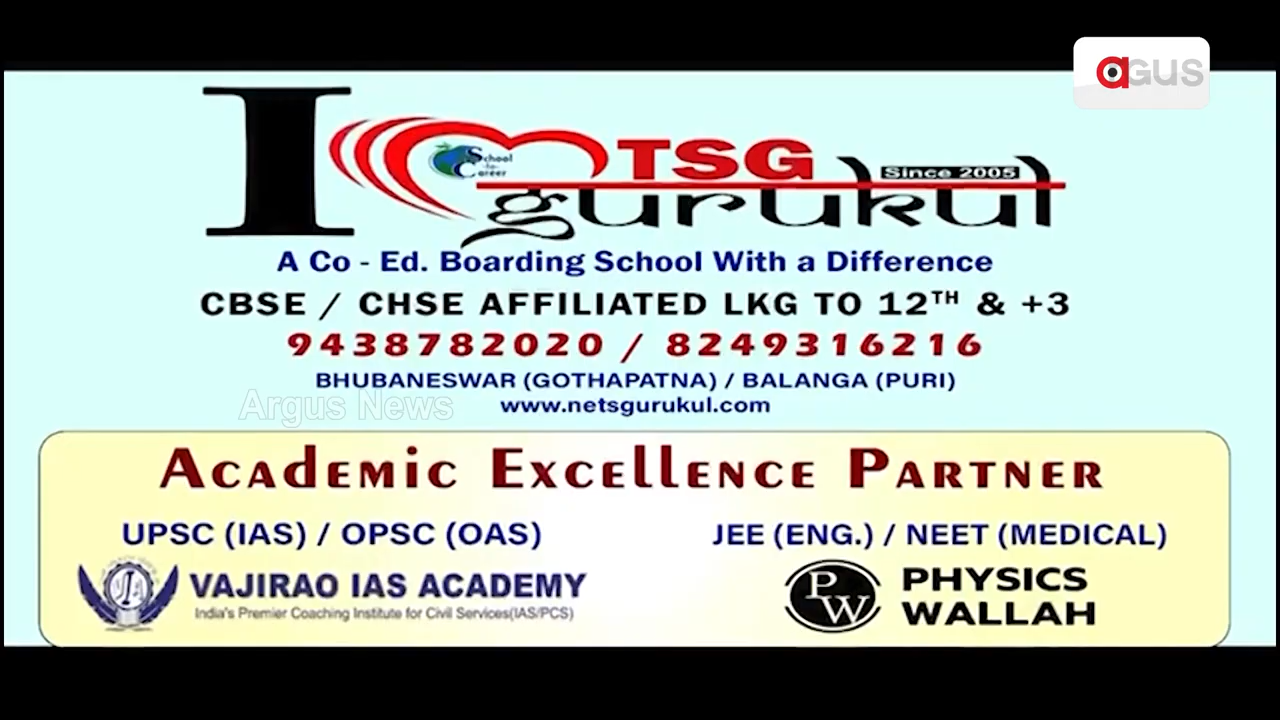 aGUS
I
School
-to-
Career
TSG
Since 2005
gurukul
A Co - Ed. Boarding School With a Difference
CBSE / CHSE AFFILIATED LKG TO 12TH & +3
9438782020 / 8249316216
BHUBANESWAR (GOTHAPATNA) / BALANGA (PURI)
Argus News
www.netsgurukul.com
Academic Excellence Partner
UPSC (IAS) / OPSC (OAS)
VAJIRAO IAS ACADEMY
India's Premier Coaching Institute for Civil Services(IAS/PCS)
JEE (ENG.) / NEET (MEDICAL)
PW
PHYSICS
WALLAH